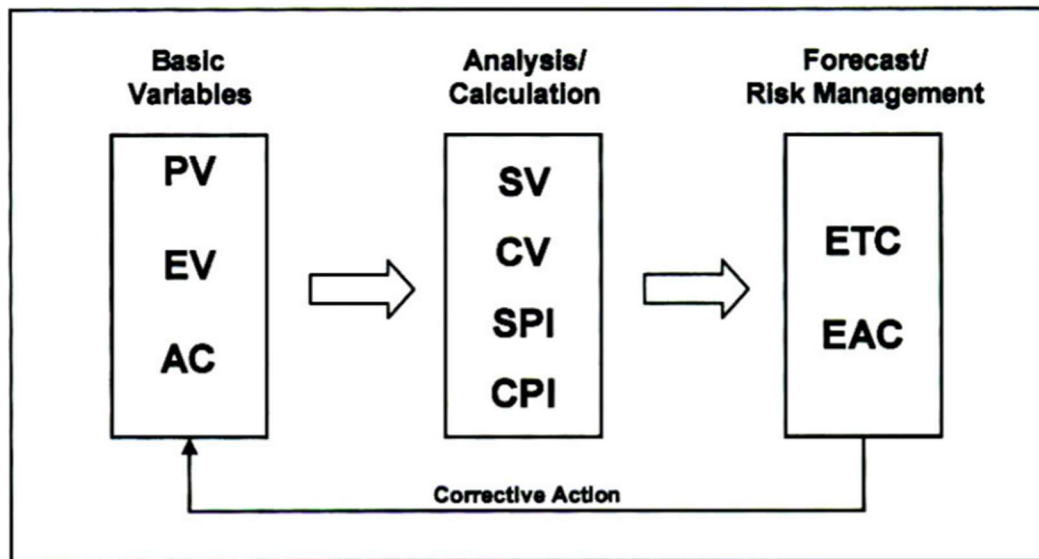 Basic
Variables
PV
EV
AC
Analysis/
Calculation
SV
CV
SPI
CPI
Forecast/
Risk Management
ETC
EAC
Corrective Action